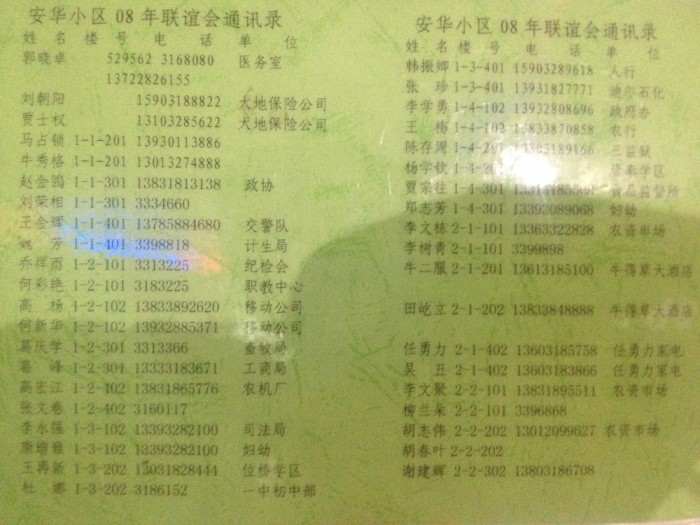 安华小区 08 年联谊会通讯录
姓 名 楼 号 电 话 单 位
郭晓卓 529562 3168080 医务室
13722826155
刘朝阳 15903188822 大地保险公司
贾士权 13103285622 大地保险公司
马占锁 1-1-201 13930113886
牛秀格 1-1-201 13013274888
赵金鸽 1-1-301 13831813138 政协
刘荣相 1-1-301 3334660
王金辉 1-1-401 13785884680 交警队
姚 芳 1-1-401 3398818 计生局
乔祥雨 1-2-101 3313225 纪检会
何彩艳 1-2-101 3183225 职教中心
高 杨 1-2-102 13833892620 移动公司
何新华 1-2-102 13932885371 移动公司
葛庆学 1-2-301 3313366 畜牧局
葛 峰 1-2-301 13333183671 工商局
高宏江 1-2-402 13831865776 农机厂
张文卷 1-2-402 3160117
李永强 1-3-102 13393282100 司法局
康增雅 1-3-102 13393282100 妇幼
王再新 1-3-202 13031828444 位桥学区
杜 娜 1-3-202 3186152 一中初中部
安华小区 08 年联谊会通讯录
姓 名 楼 号 电 话 单 位
韩振卿 1-3-401 15903289618 人行
张 珍 1-3-401 13931827771 迪尔石化
李学勇 1-4-102 13932808696 政府办
王 梅 1-4-102 13833870858 农行
陈存周 1-4-201 三监狱
杨学钦 1-4-201 学区
贾宗往 1-4-301 监督所
郑志芳 1-4-301 13393089068 妇幼
李文栋 2-1-101 13363322828 农资市场
李树青 2-1-101 3399898
牛二服 2-1-201 13613185100 牛得草大酒店
田屹立 2-1-202 13833848888 牛得草大酒店
任勇力 2-1-402 13603185758 任勇力家电
吴 丑 2-1-402 13603183866 任勇力家电
李文聚 2-1-101 13831895511 农资市场
柳兰朵 2-2-101 3396868
胡志伟 2-2-202 13012099627 农资市场
胡春叶 2-2-202
谢建辉 2-2-302 13803186708